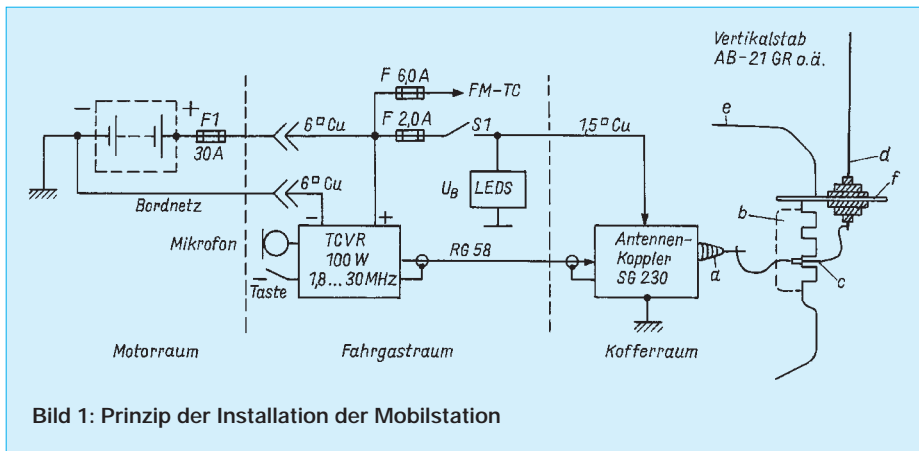 Vertikalstab
AB-21 GR o.ä.
F 6,0 A
FM-TC
e
− +
F1
30A
6□Cu
F 2,0 A
S1
1,5□Cu
d
f
UB
LEDS
b
6□Cu
Bordnetz
− +
Mikrofon
TCVR
100 W
1,8...30MHz
RG 58
Antennen-
Koppler
SG 230
a
c
Taste
Motorraum
Fahrgastraum
Kofferraum
Bild 1: Prinzip der Installation der Mobilstation